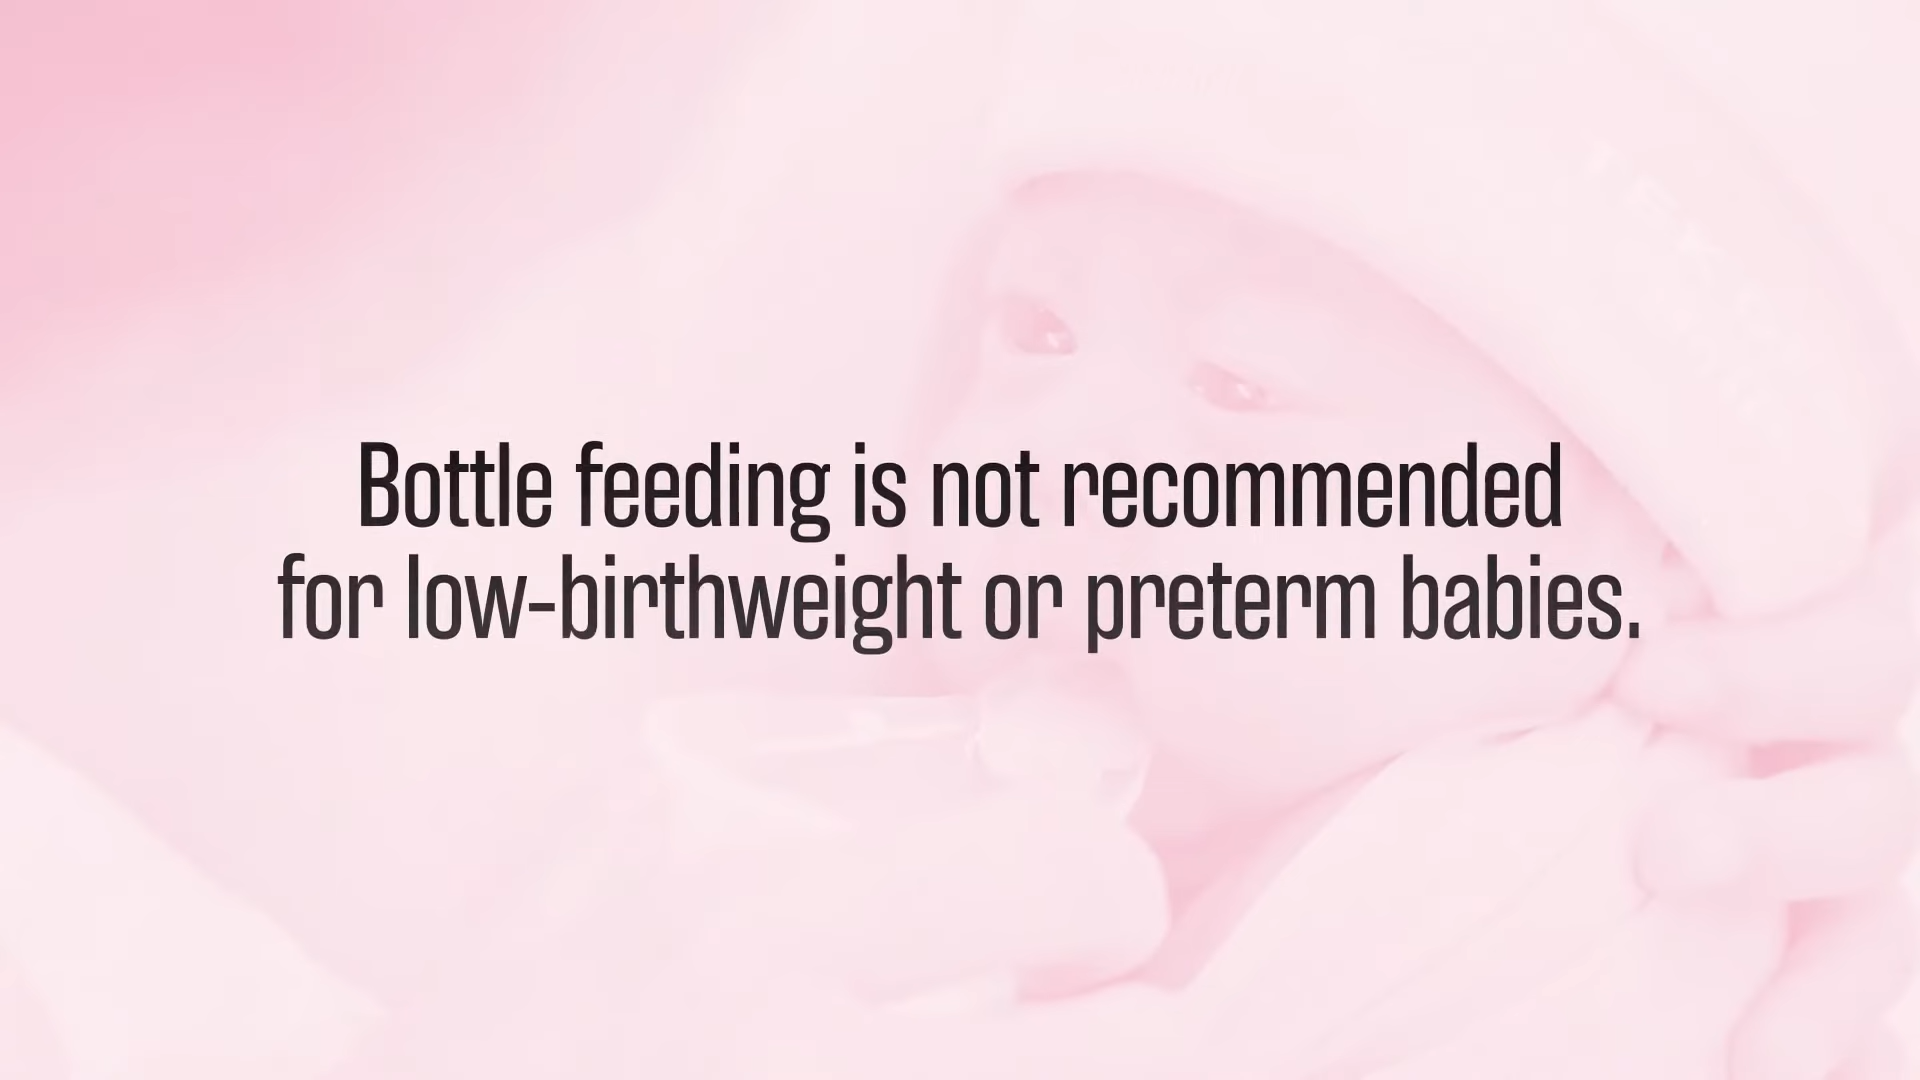 Bottle feeding is not recommended
for low-birthweight or preterm babies.